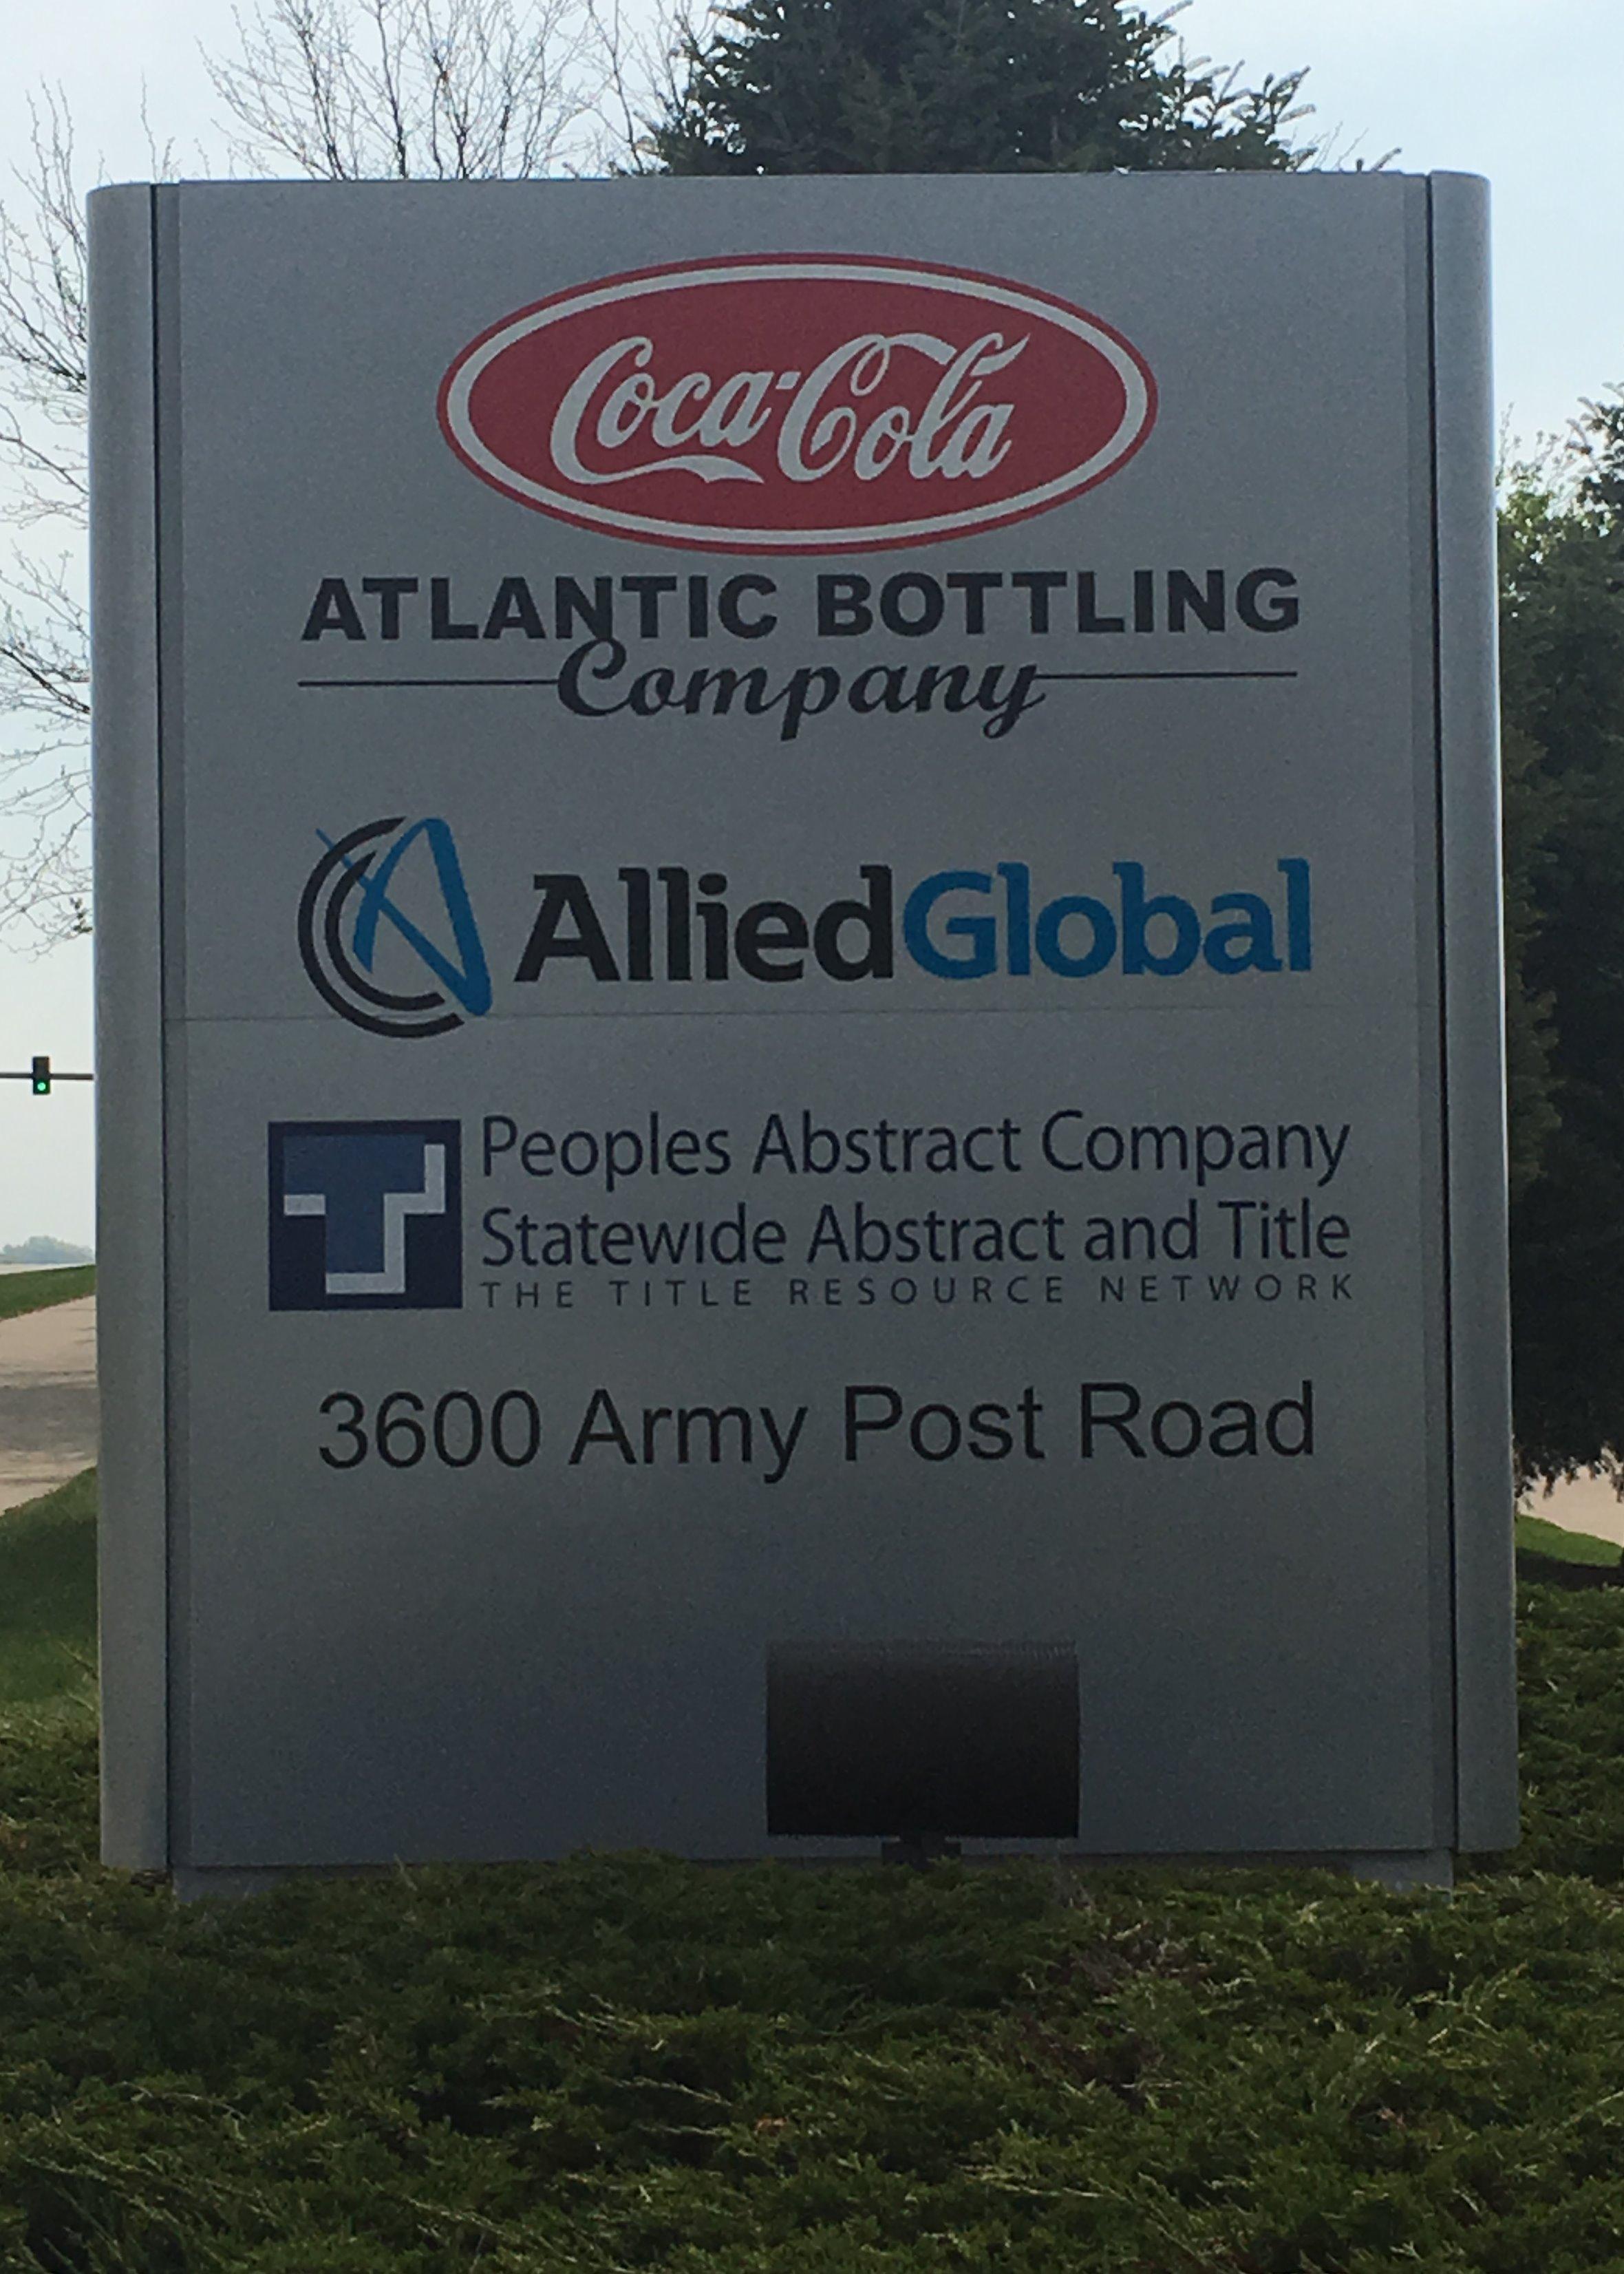 Coca-Cola
ATLANTIC BOTTLING
Company
AlliedGlobal
Peoples Abstract Company
Statewide Abstract and Title
THE TITLE RESOURCE NETWORK
3600 Army Post Road